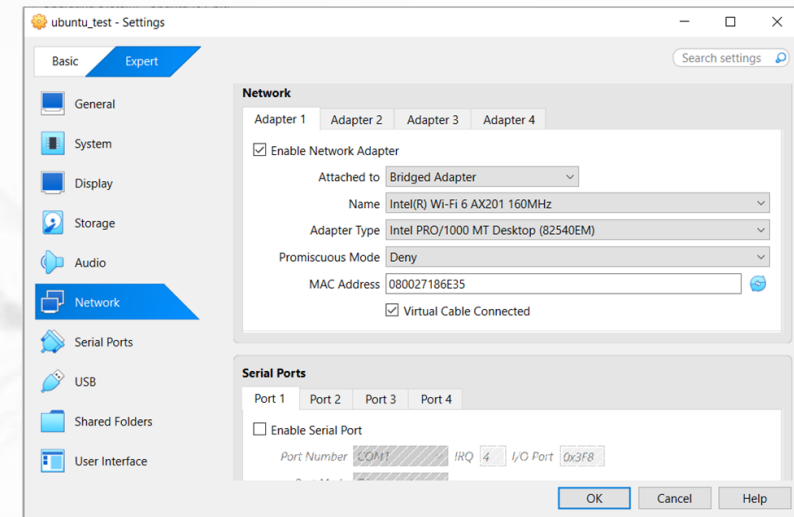 ubuntu_test - Settings
Basic Expert Search settings
General
System
Display
Storage
Audio
Network
Serial Ports
USB
Shared Folders
User Interface
Network
Adapter 1 Adapter 2 Adapter 3 Adapter 4
Enable Network Adapter
Attached to Bridged Adapter
Name Intel(R) Wi-Fi 6 AX201 160MHz
Adapter Type Intel PRO/1000 MT Desktop (82540EM)
Promiscuous Mode Deny
MAC Address 080027186E35
Virtual Cable Connected
Serial Ports
Port 1 Port 2 Port 3 Port 4
Enable Serial Port
Port Number COM1 IRQ 4 I/O Port 0x3F8
OK Cancel Help